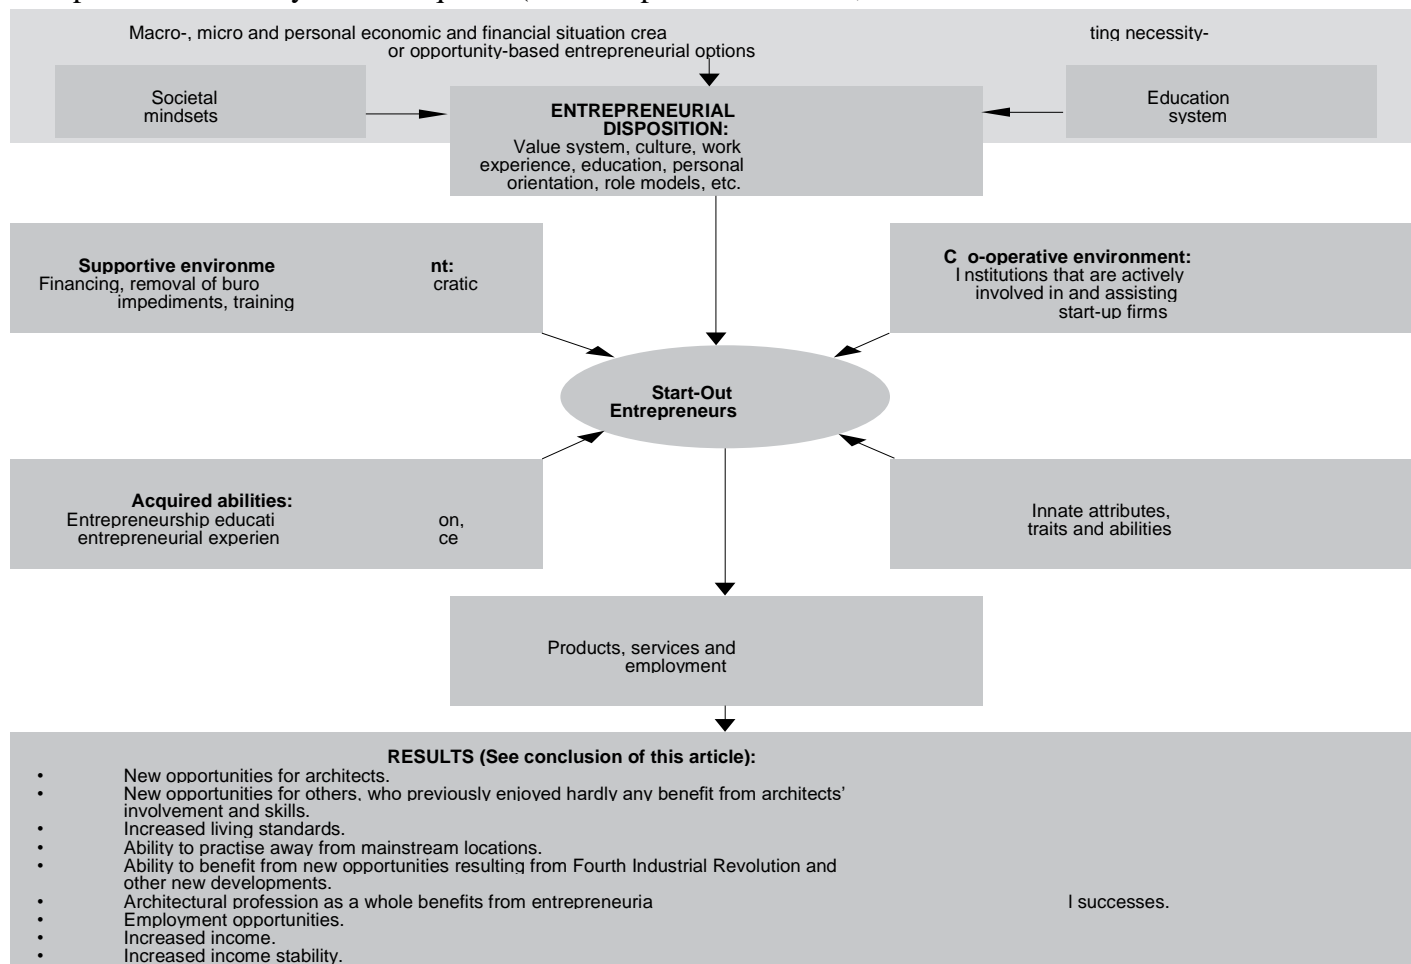 Macro-, micro and personal economic and financial situation crea ting necessity-
or opportunity-based entrepreneurial options
Societal
mindsets
ENTREPRENEURIAL
DISPOSITION:
Value system, culture, work
experience, education, personal
orientation, role models, etc.
Education
system
Supportive environme nt:
Financing, removal of buro cratic
impediments, training
C o-operative environment:
I nstitutions that are actively
involved in and assisting
start-up firms
Start-Out
Entrepreneurs
Acquired abilities:
Entrepreneurship educati on,
entrepreneurial experien ce
Innate attributes,
traits and abilities
Products, services and
employment
RESULTS (See conclusion of this article):
• New opportunities for architects.
• New opportunities for others, who previously enjoyed hardly any benefit from architects’
involvement and skills.
• Increased living standards.
• Ability to practise away from mainstream locations.
• Ability to benefit from new opportunities resulting from Fourth Industrial Revolution and
other new developments.
• Architectural profession as a whole benefits from entrepreneuria l successes.
• Employment opportunities.
• Increased income.
• Increased income stability.